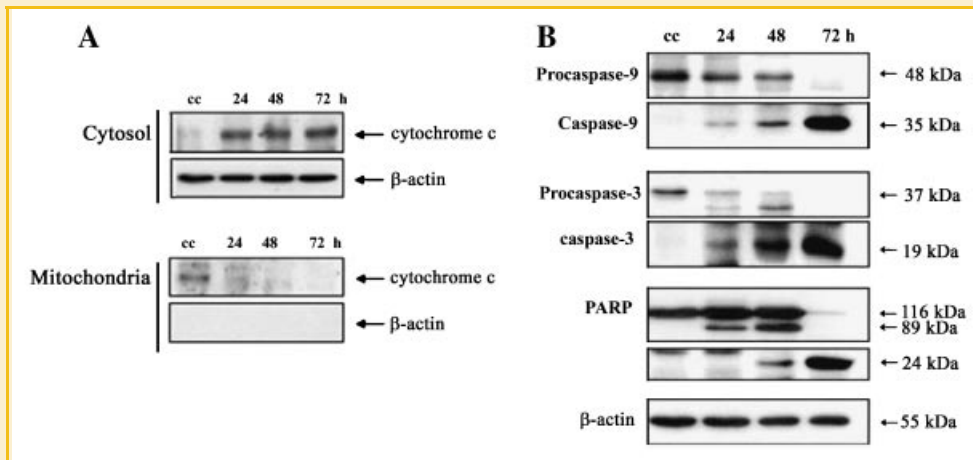 A
cc 24 48 72 h
Cytosol
← cytochrome c
← β-actin
cc 24 48 72 h
Mitochondria
← cytochrome c
← β-actin
B
cc 24 48 72 h
Procaspase-9 ← 48 kDa
Caspase-9 ← 35 kDa
Procaspase-3 ← 37 kDa
caspase-3 ← 19 kDa
PARP ← 116 kDa
← 89 kDa
← 24 kDa
β-actin ← 55 kDa